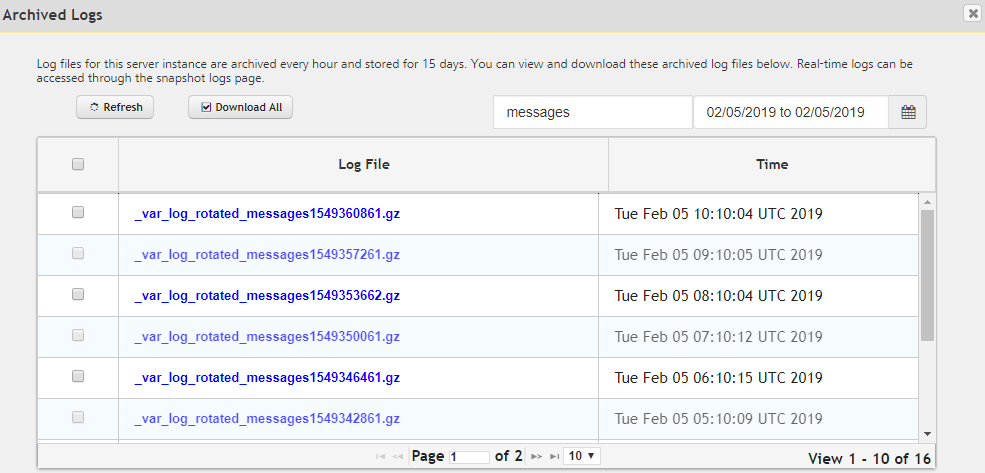 Archived Logs
Log files for this server instance are archived every hour and stored for 15 days. You can view and download these archived log files below. Real-time logs can be
accessed through the snapshot logs page.
Refresh Download All messages 02/05/2019 to 02/05/2019
Log File Time
_var_log_rotated_messages1549360861.gz Tue Feb 05 10:10:04 UTC 2019
_var_log_rotated_messages1549357261.gz Tue Feb 05 09:10:05 UTC 2019
_var_log_rotated_messages1549353662.gz Tue Feb 05 08:10:04 UTC 2019
_var_log_rotated_messages1549350061.gz Tue Feb 05 07:10:12 UTC 2019
_var_log_rotated_messages1549346461.gz Tue Feb 05 06:10:15 UTC 2019
_var_log_rotated_messages1549342861.gz Tue Feb 05 05:10:09 UTC 2019
Page 1 of 2 10 View 1 - 10 of 16